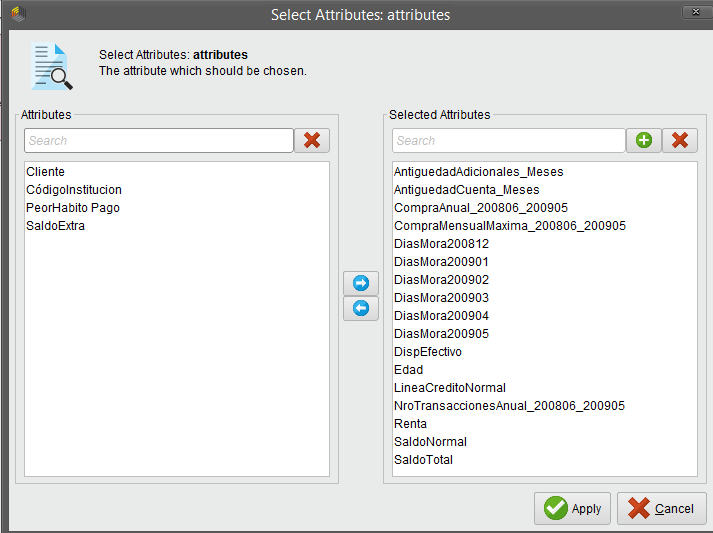 Select Attributes: attributes
Select Attributes: attributes
The attribute which should be chosen.
Attributes
Search
Cliente
CódigoInstitucion
PeorHabito Pago
SaldoExtra
Selected Attributes
Search
AntiguedadAdicionales_Meses
AntiguedadCuenta_Meses
CompraAnual_200806_200905
CompraMensualMaxima_200806_200905
DiasMora200812
DiasMora200901
DiasMora200902
DiasMora200903
DiasMora200904
DiasMora200905
DispEfectivo
Edad
LineaCreditoNormal
NroTransaccionesAnual_200806_200905
Renta
SaldoNormal
SaldoTotal
Apply
Cancel